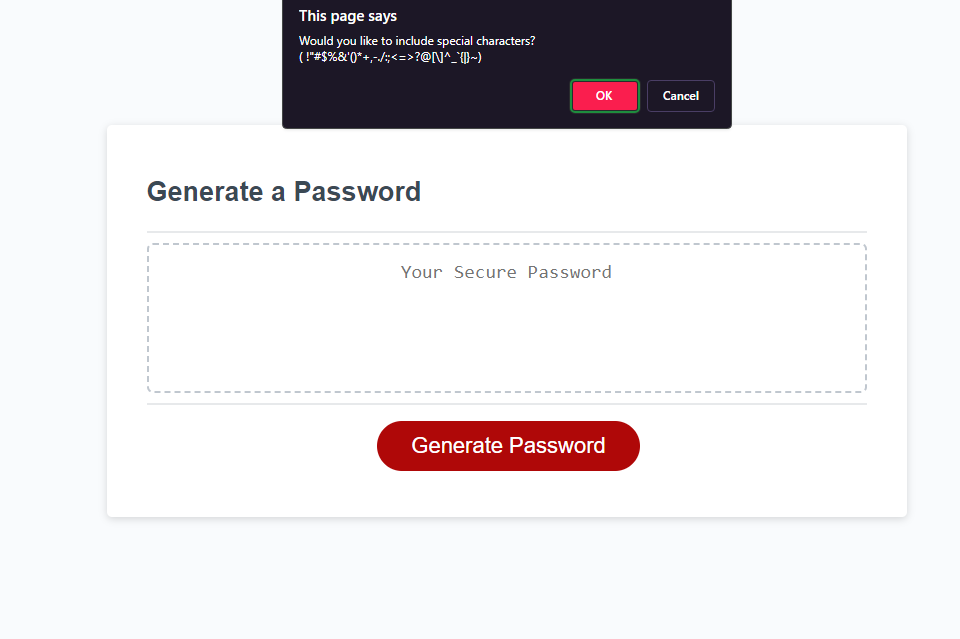 This page says
Would you like to include special characters?
( !"#$%&'()*+,-./:;<=>?@[\]^_`{|}~)
OK
Cancel
Generate a Password
Your Secure Password
Generate Password